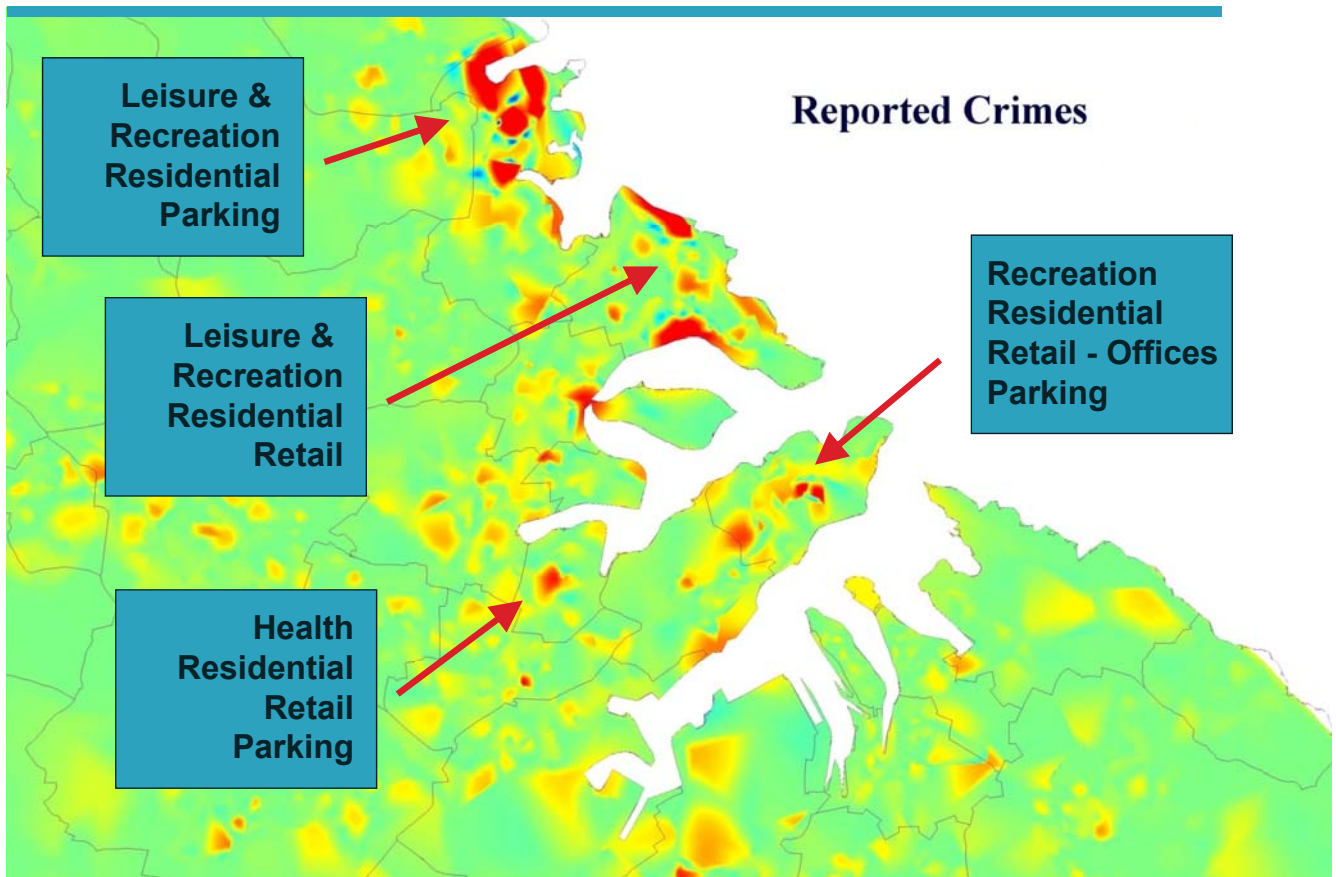 Reported Crimes
Leisure &
Recreation
Residential
Parking
Leisure &
Recreation
Residential
Retail
Recreation
Residential
Retail - Offices
Parking
Health
Residential
Retail
Parking